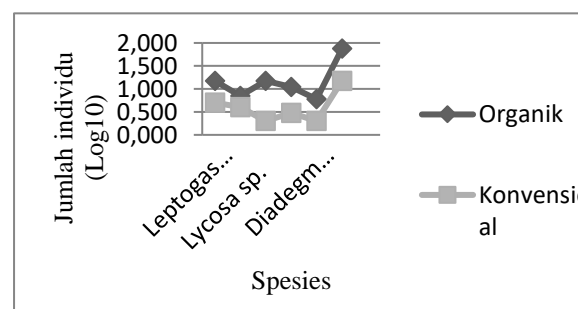 Jumlah individu
(Log10)
2,000
1,500
1,000
0,500
0,000
Leptogas...
Lycosa sp.
Diadegm...
Spesies
Organik
Konvensio
al